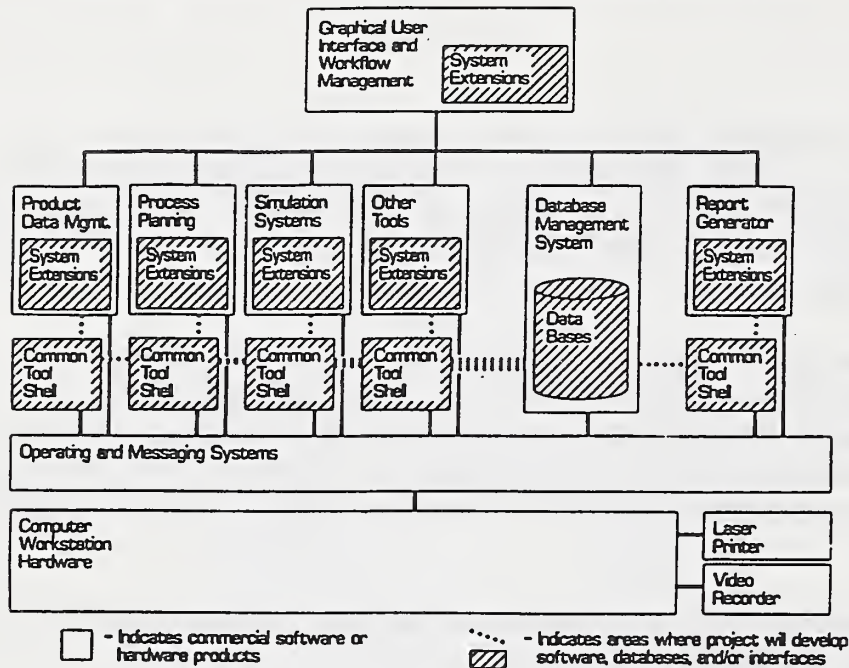 Graphical User
Interface and
Workflow
Management
System
Extensions
Product
Data Mgmt.
System
Extensions
Process
Planning
System
Extensions
Simulation
Systems
System
Extensions
Other
Tools
System
Extensions
Database
Management
System
Data
Bases
Report
Generator
System
Extensions
Common
Tool
Shell
Common
Tool
Shell
Common
Tool
Shell
Common
Tool
Shell
Common
Tool
Shell
Operating and Messaging Systems
Computer
Workstation
Hardware
Laser
Printer
Video
Recorder
- Indicates commercial software or
hardware products
- Indicates areas where project will develop
software, databases, and/or interfaces